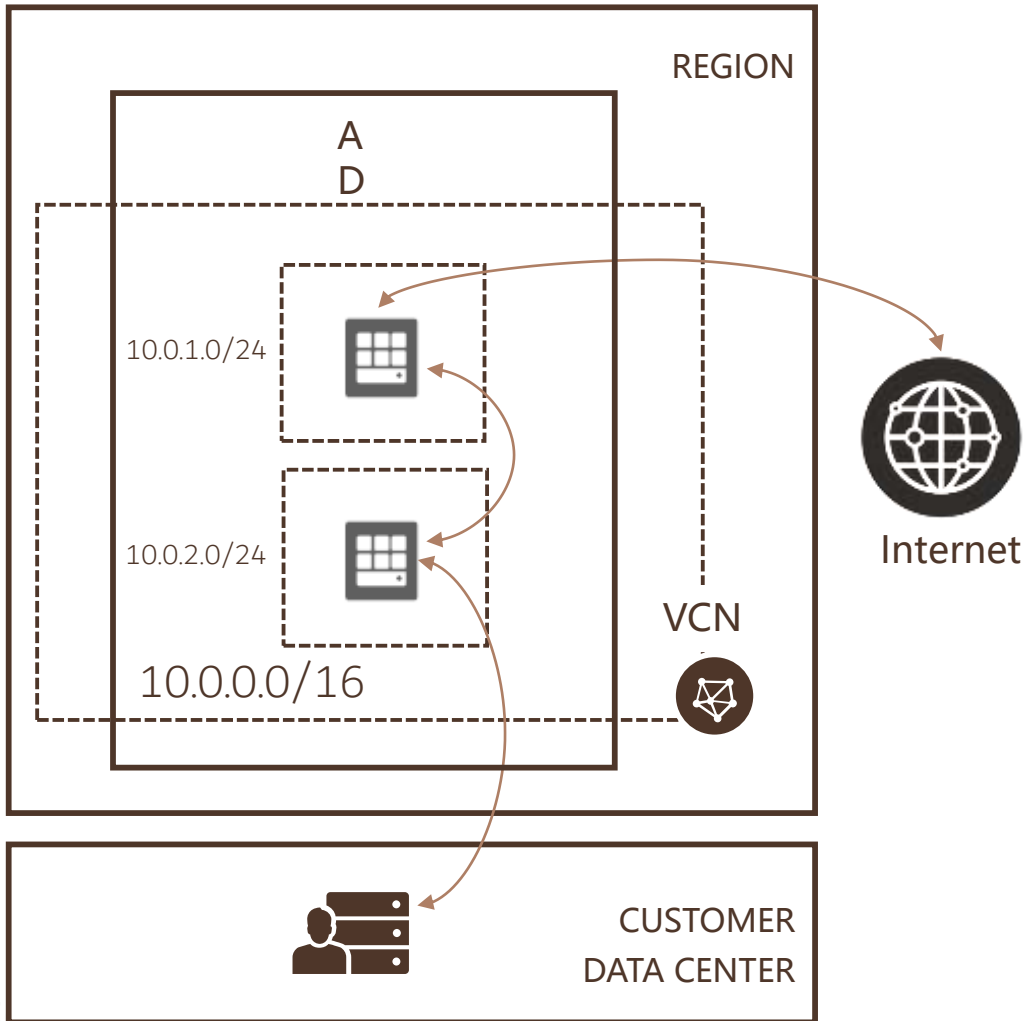 REGION
A
D
10.0.1.0/24
Internet
10.0.2.0/24
VCN
10.0.0.0/16
CUSTOMER
DATA CENTER